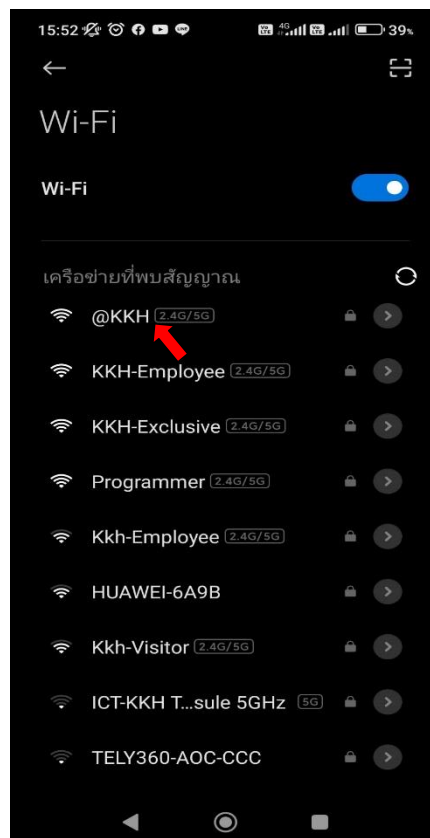 15:52 4G 39%
Wi-Fi
Wi-Fi
เครือข่ายที่พบสัญญาณ
@KKH 2.4G/5G
KKH-Employee 2.4G/5G
KKH-Exclusive 2.4G/5G
Programmer 2.4G/5G
Kkh-Employee 2.4G/5G
HUAWEI-6A9B
Kkh-Visitor 2.4G/5G
ICT-KKH T...sule 5GHz 5G
TELY360-AOC-CCC